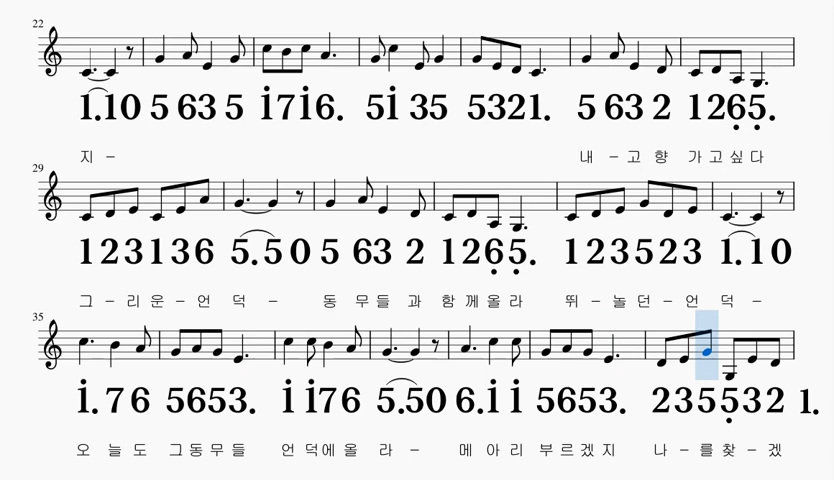 22
1.10 5 63 5 i7i6. 5i 35 5321. 5 63 2 1265.
지 – 내 – 고 향 가 고 싶 다
29
123136 5.50 5 63 2 1265. 123523 1.10
그 – 리 운 – 언 덕 – 동 무 들 과 함 께 올 라 뛰 – 놀 던 – 언 덕 –
35
i.76 5653. i i76 5.50 6.i i 5653. 235532 1.
오 늘 도 그 동 무 들 언 덕 에 올 라 – 메 아 리 부 르 겠 지 나 – 를 찾 – 겠